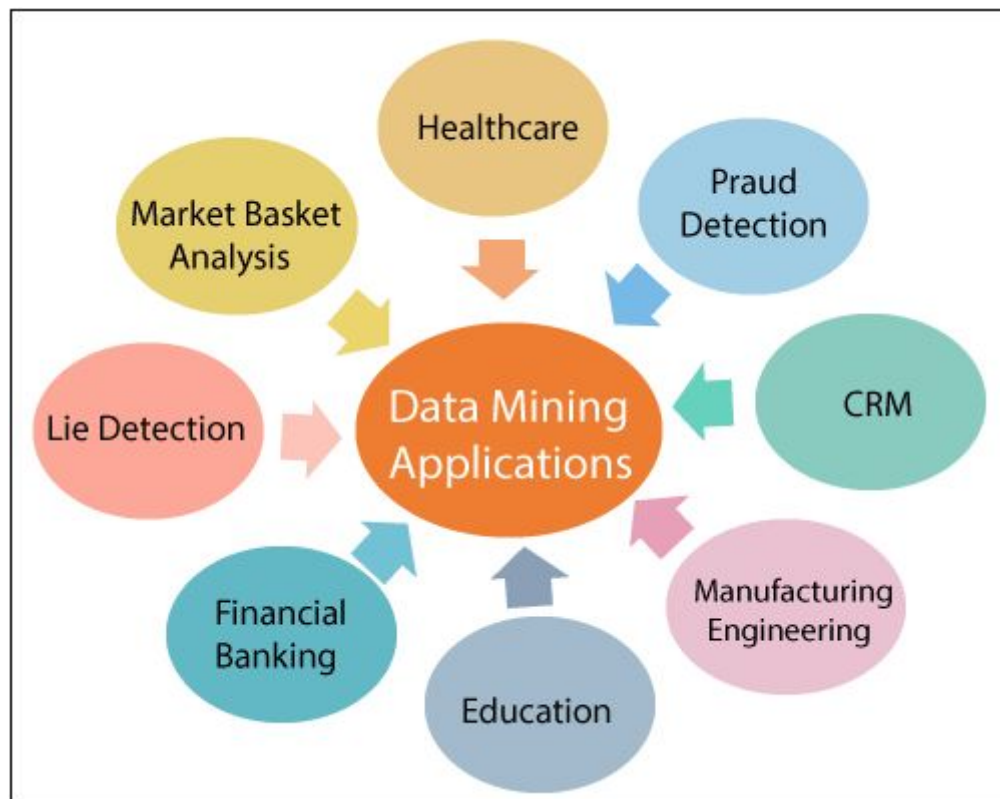 Healthcare
Praud
Detection
Market Basket
Analysis
CRM
Data Mining
Applications
Lie Detection
Manufacturing
Engineering
Financial
Banking
Education